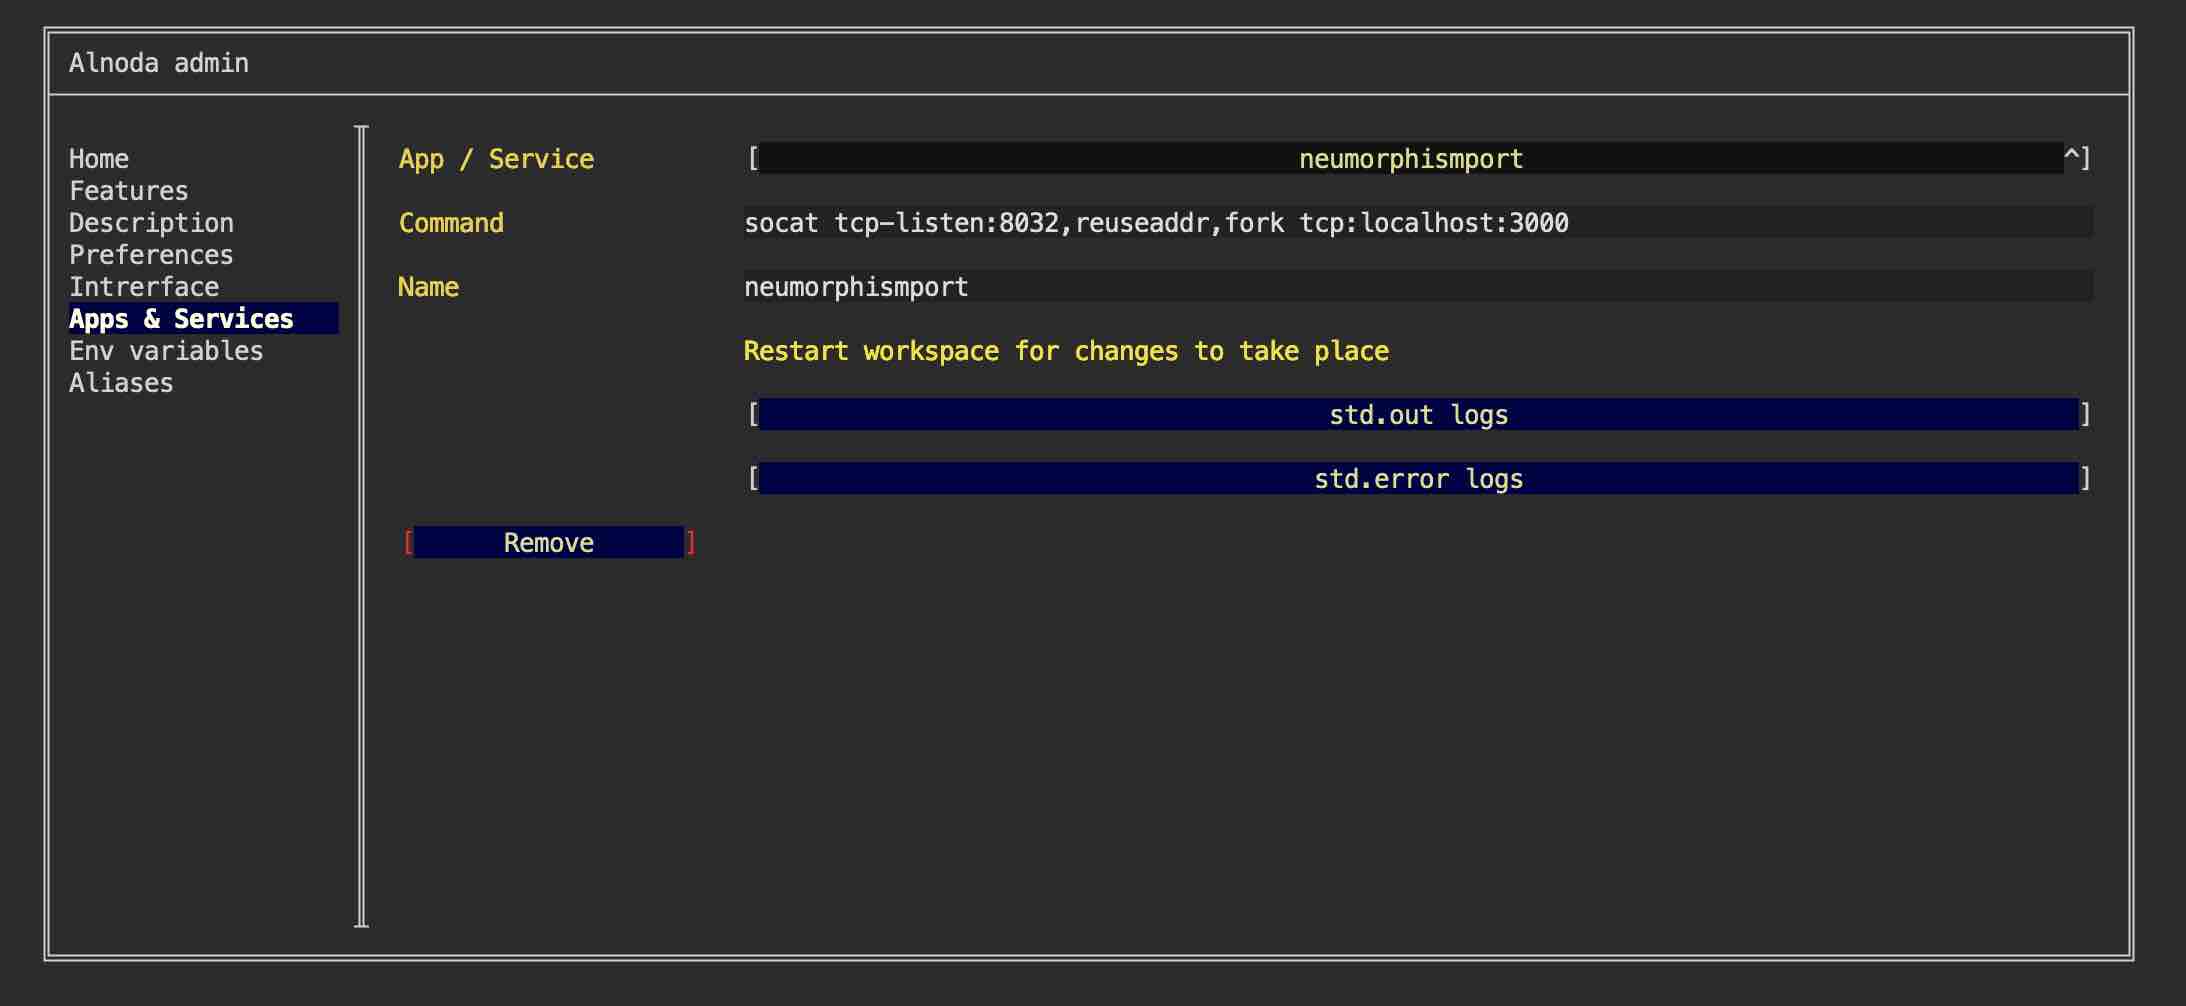 Alnoda admin
Home
Features
Description
Preferences
Intrerface
Apps & Services
Env variables
Aliases
App / Service [ neumorphismport ^]
Command socat tcp-listen:8032,reuseaddr,fork tcp:localhost:3000
Name neumorphismport
Restart workspace for changes to take place
[ std.out logs ]
[ std.error logs ]
[ Remove ]